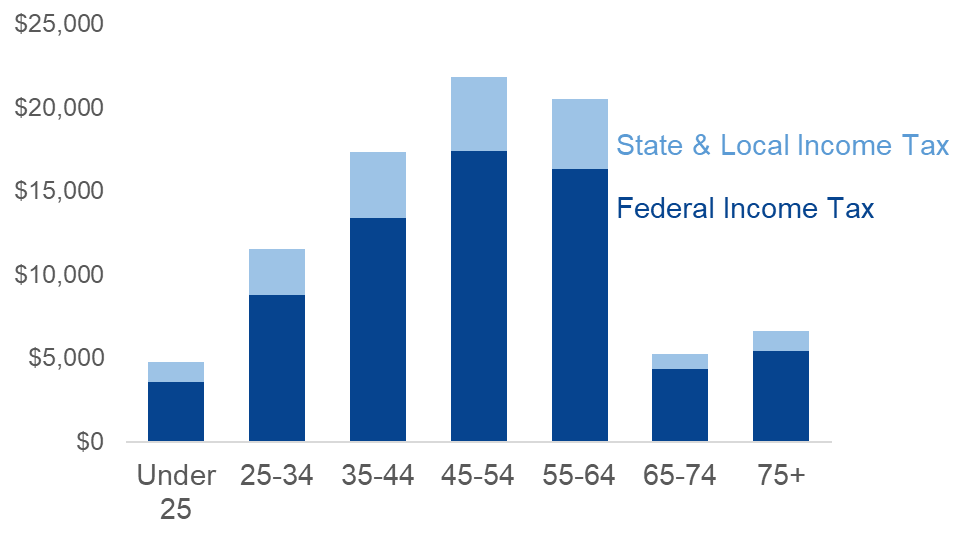 $25,000
$20,000
$15,000
$10,000
$5,000
$0
State & Local Income Tax
Federal Income Tax
Under 25-34 35-44 45-54 55-64 65-74 75+
25